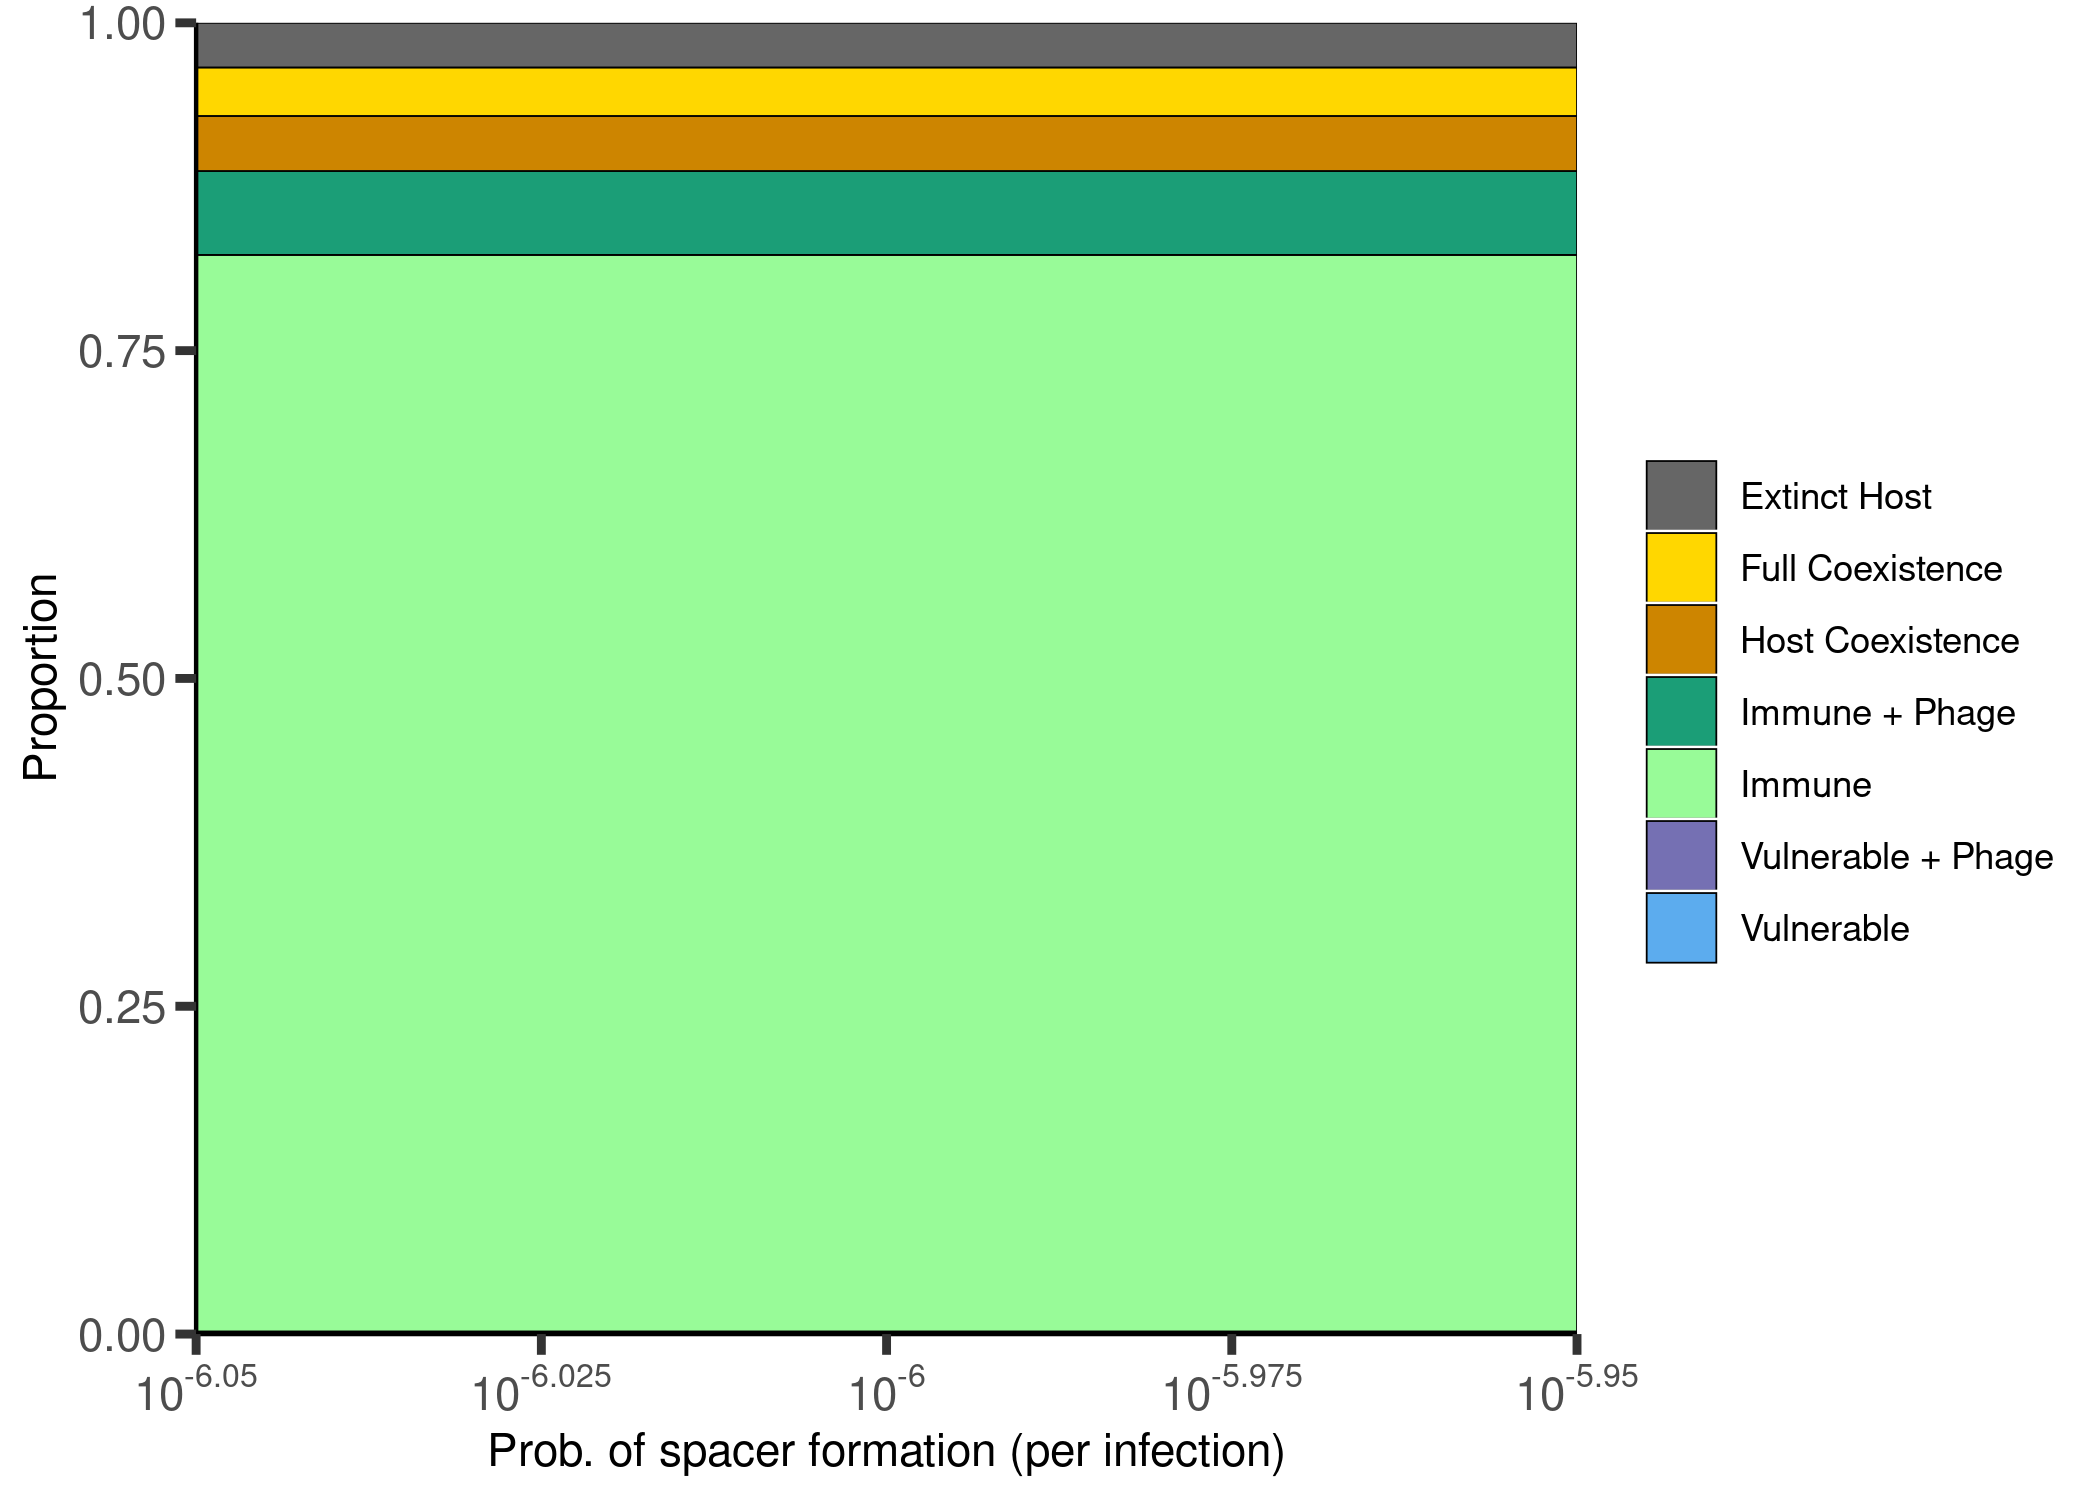 1.00
0.75
0.50
0.25
0.00
Proportion
10^-6.05
10^-6.025
10^-6
10^-5.975
10^-5.95
Prob. of spacer formation (per infection)
Extinct Host
Full Coexistence
Host Coexistence
Immune + Phage
Immune
Vulnerable + Phage
Vulnerable